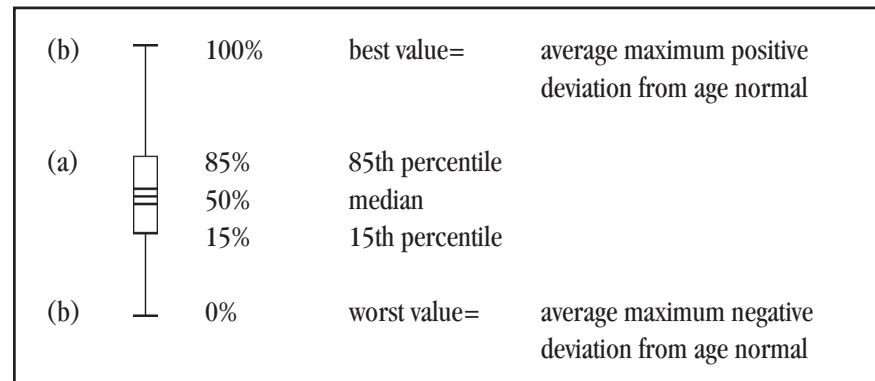 (b) 100% best value= average maximum positive
deviation from age normal
(a) 85% 85th percentile
50% median
15% 15th percentile
(b) 0% worst value= average maximum negative
deviation from age normal